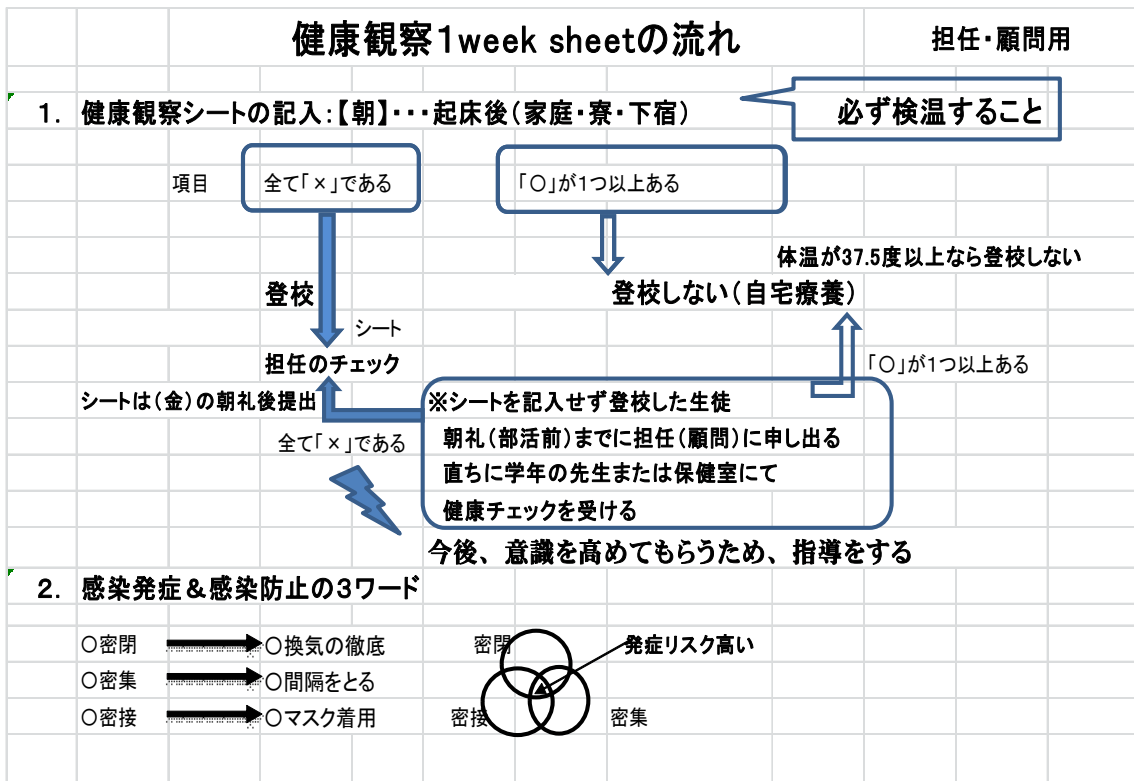 健康観察1week sheetの流れ
担任・顧問用
1. 健康観察シートの記入:【朝】・・・起床後(家庭・寮・下宿)
必ず検温すること
項目
全て「×」である
「○」が1つ以上ある
体温が37.5度以上なら登校しない
登校
登校しない(自宅療養)
シート
担任のチェック
「○」が1つ以上ある
シートは(金)の朝礼後提出
※シートを記入せず登校した生徒
朝礼(部活前)までに担任(顧問)に申し出る
全て「×」である
直ちに学年の先生または保健室にて
健康チェックを受ける
今後、意識を高めてもらうため、指導をする
2. 感染発症&感染防止の3ワード
○密閉
○換気の徹底
密閉
発症リスク高い
○密集
○間隔をとる
○密接
○マスク着用
密接
密集